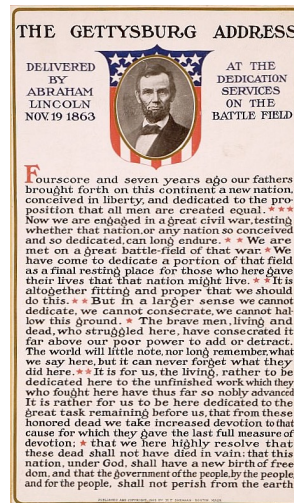 THE GETTYSBURG ADDRESS
DELIVERED
BY
ABRAHAM
LINCOLN
NOV. 19 1863
AT THE
DEDICATION
SERVICES
ON THE
BATTLE FIELD
Fourscore and seven years ago our fathers
brought forth on this continent a new nation,
conceived in liberty, and dedicated to the pro-
position that all men are created equal. ★★★
Now we are engaged in a great civil war, testing
whether that nation, or any nation so conceived
and so dedicated, can long endure. ★ ★ We are
met on a great battle-field of that war. ★ We
have come to dedicate a portion of that field
as a final resting place for those who here gave
their lives that that nation might live. ★ ★ It is
altogether fitting and proper that we should
do this. ★★ But in a larger sense we cannot
dedicate, we cannot consecrate, we cannot hal-
low this ground. ★ The brave men, living and
dead, who struggled here, have consecrated it
far above our poor power to add or detract.
The world will little note, nor long remember, what
we say here, but it can never forget what they
did here. ★★ It is for us, the living, rather to be
dedicated here to the unfinished work which they
who fought here have thus far so nobly advanced
It is rather for us to be here dedicated to the
great task remaining before us, that from these
honored dead we take increased devotion to that
cause for which they gave the last full measure of
devotion; ★ that we here highly resolve that
these dead shall not have died in vain; that this
nation, under God, shall have a new birth of free
dom, and that the government of the people, by the people
and for the people, shall not perish from the earth